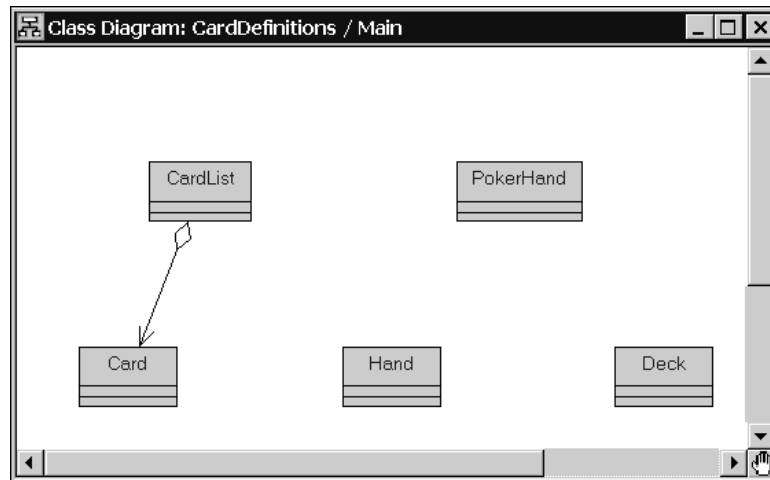 Class Diagram: CardDefinitions / Main
CardList
PokerHand
Card
Hand
Deck